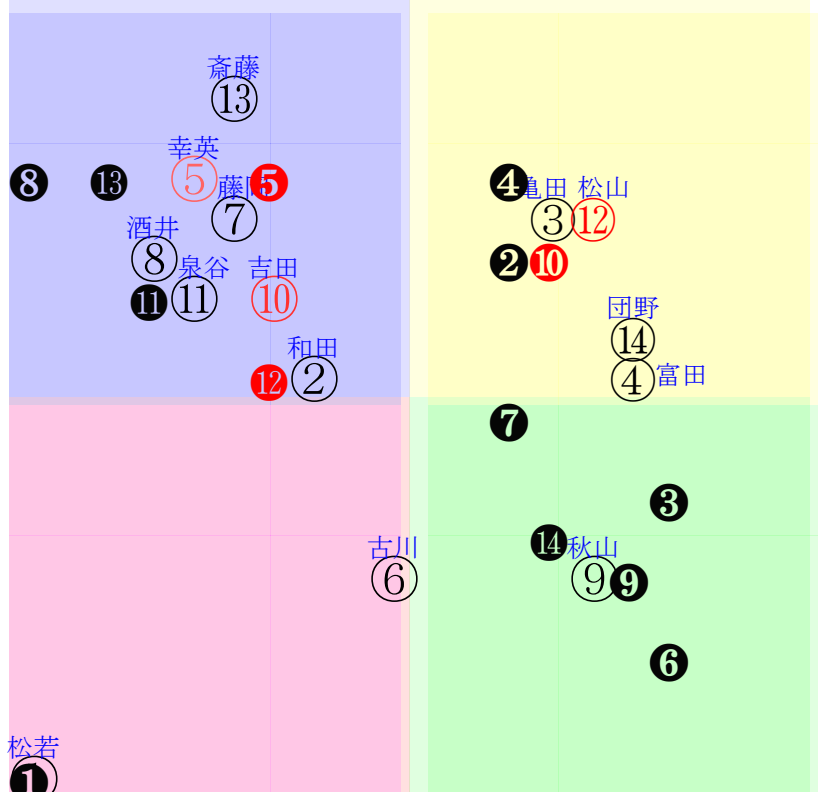 斎藤
⑬
幸英
❽ ⓭ ⑤ ❺ ❹
亀田 松山
⑦ ③ ⑫
酒井
⑧ ❷ ❿
泉谷 吉田
⓫ ⑪ ⑩
団野
⑭
和田
⓬ ② ④ 富田
❼
❸
古川 ⓮ 秋山
⑥ ⑨ ❾
❻
松若
❶